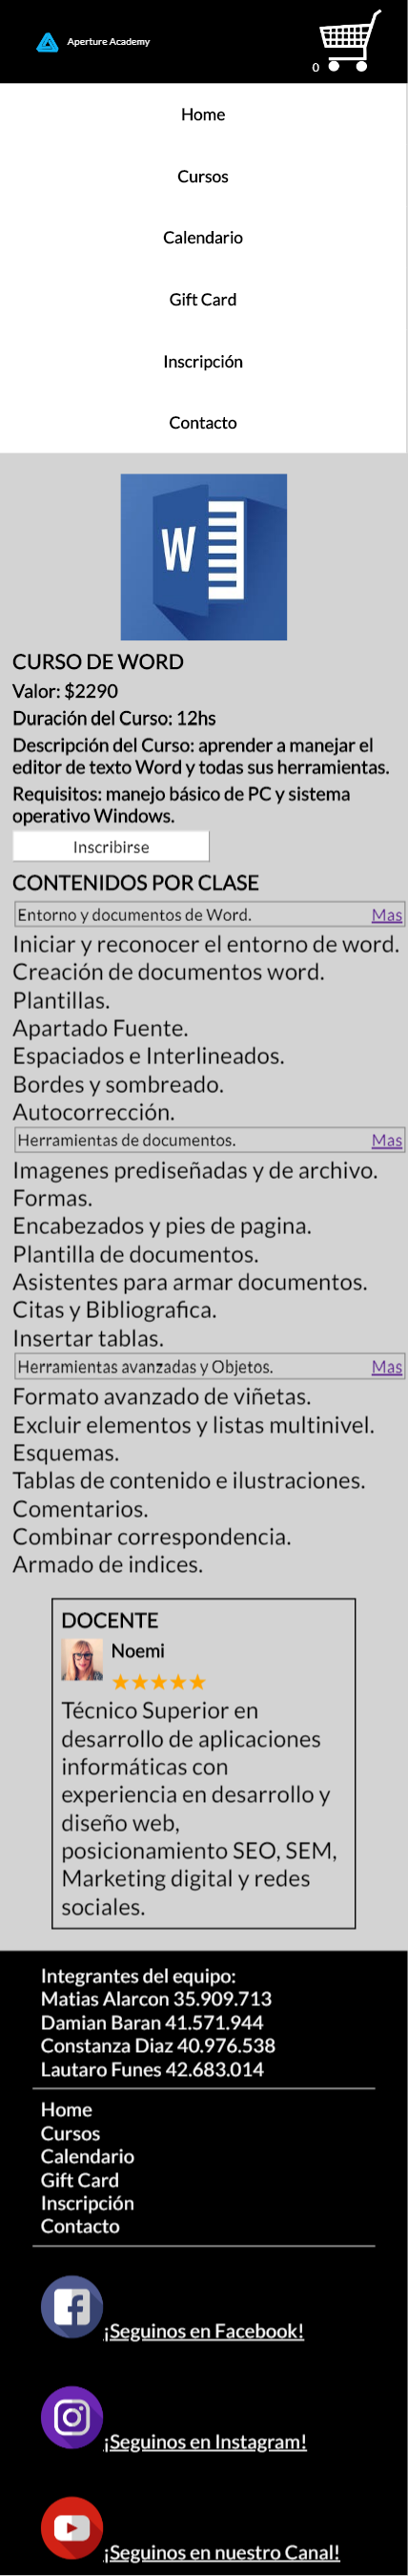 Aperture Academy
0
Home
Cursos
Calendario
Gift Card
Inscripción
Contacto
W
CURSO DE WORD
Valor: $2290
Duración del Curso: 12hs
Descripción del Curso: aprender a manejar el
editor de texto Word y todas sus herramientas.
Requisitos: manejo básico de PC y sistema
operativo Windows.
Inscribirse
CONTENIDOS POR CLASE
Entorno y documentos de Word. Mas
Iniciar y reconocer el entorno de word.
Creación de documentos word.
Plantillas.
Apartado Fuente.
Espaciados e Interlineados.
Bordes y sombreado.
Autocorrección.
Herramientas de documentos. Mas
Imagenes prediseñadas y de archivo.
Formas.
Encabezados y pies de pagina.
Plantilla de documentos.
Asistentes para armar documentos.
Citas y Bibliografica.
Insertar tablas.
Herramientas avanzadas y Objetos. Mas
Formato avanzado de viñetas.
Excluir elementos y listas multinivel.
Esquemas.
Tablas de contenido e ilustraciones.
Comentarios.
Combinar correspondencia.
Armado de indices.
DOCENTE
Noemi
Técnico Superior en
desarrollo de aplicaciones
informáticas con
experiencia en desarrollo y
diseño web,
posicionamiento SEO, SEM,
Marketing digital y redes
sociales.
Integrantes del equipo:
Matias Alarcon 35.909.713
Damian Baran 41.571.944
Constanza Diaz 40.976.538
Lautaro Funes 42.683.014
Home
Cursos
Calendario
Gift Card
Inscripción
Contacto
¡Seguinos en Facebook!
¡Seguinos en Instagram!
¡Seguinos en nuestro Canal!